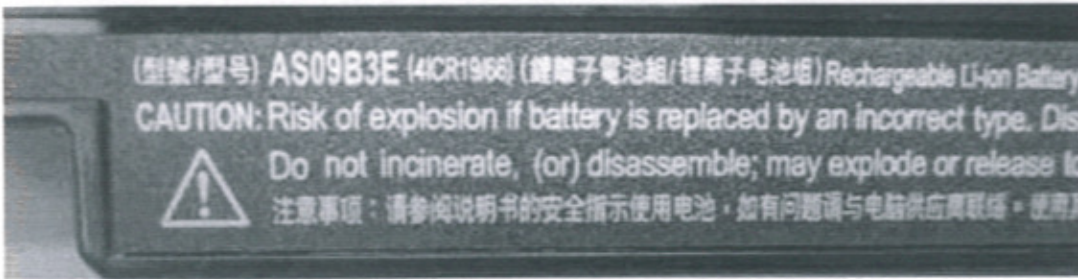 (型號/型号) AS09B3E (4ICR19/66) (鋰離子電池組/锂离子电池组) Rechargeable Li-ion Battery
CAUTION: Risk of explosion if battery is replaced by an incorrect type. Dis
Do not incinerate, (or) disassemble; may explode or release to
注意事项：请参阅说明书的安全指示使用电池，如有问题请与电脑供应商联络。使用